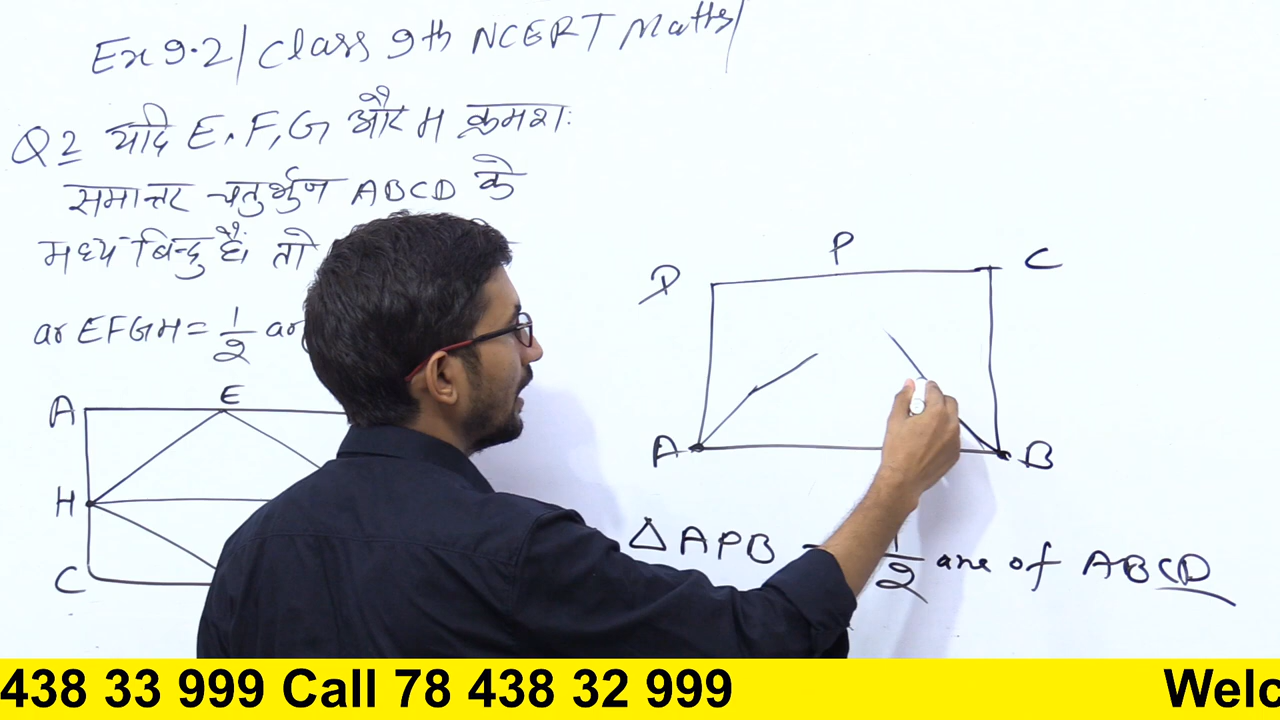 Ex 9.2/ Class 9th NCERT Maths/
Q2 यदि E, F, G और H क्रमशः
समान्तर चतुर्भुज ABCD के
मध्य बिन्दु है। तो
ar EFGH = 1/2 ar
A
E
H
C
D
P
C
A
B
△ APB = 1/2 are of ABCD
438 33 999 Call 78 438 32 999
Welc